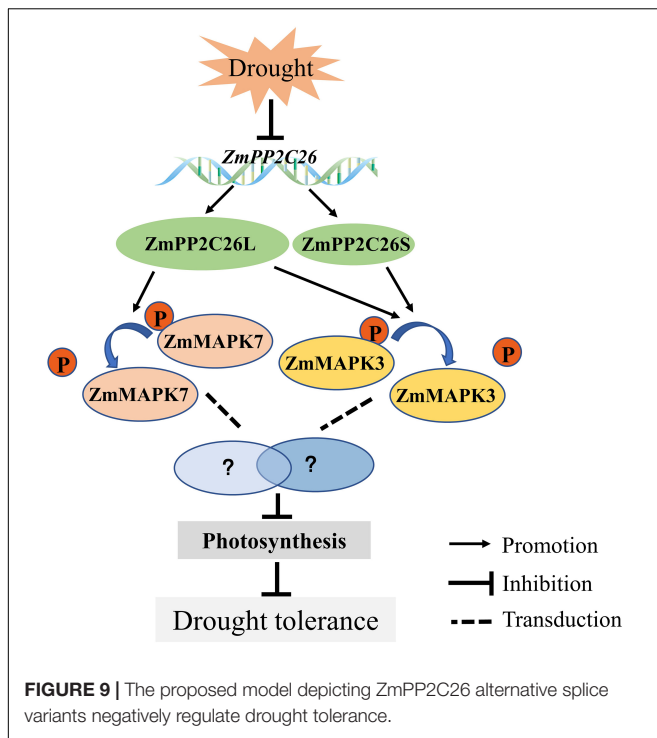 Drought
ZmPP2C26
ZmPP2C26L
ZmPP2C26S
P
P
ZmMAPK7
ZmMAPK3
P
P
ZmMAPK7
ZmMAPK3
?
?
Photosynthesis
Promotion
Inhibition
Drought tolerance
Transduction
FIGURE 9 | The proposed model depicting ZmPP2C26 alternative splice
variants negatively regulate drought tolerance.